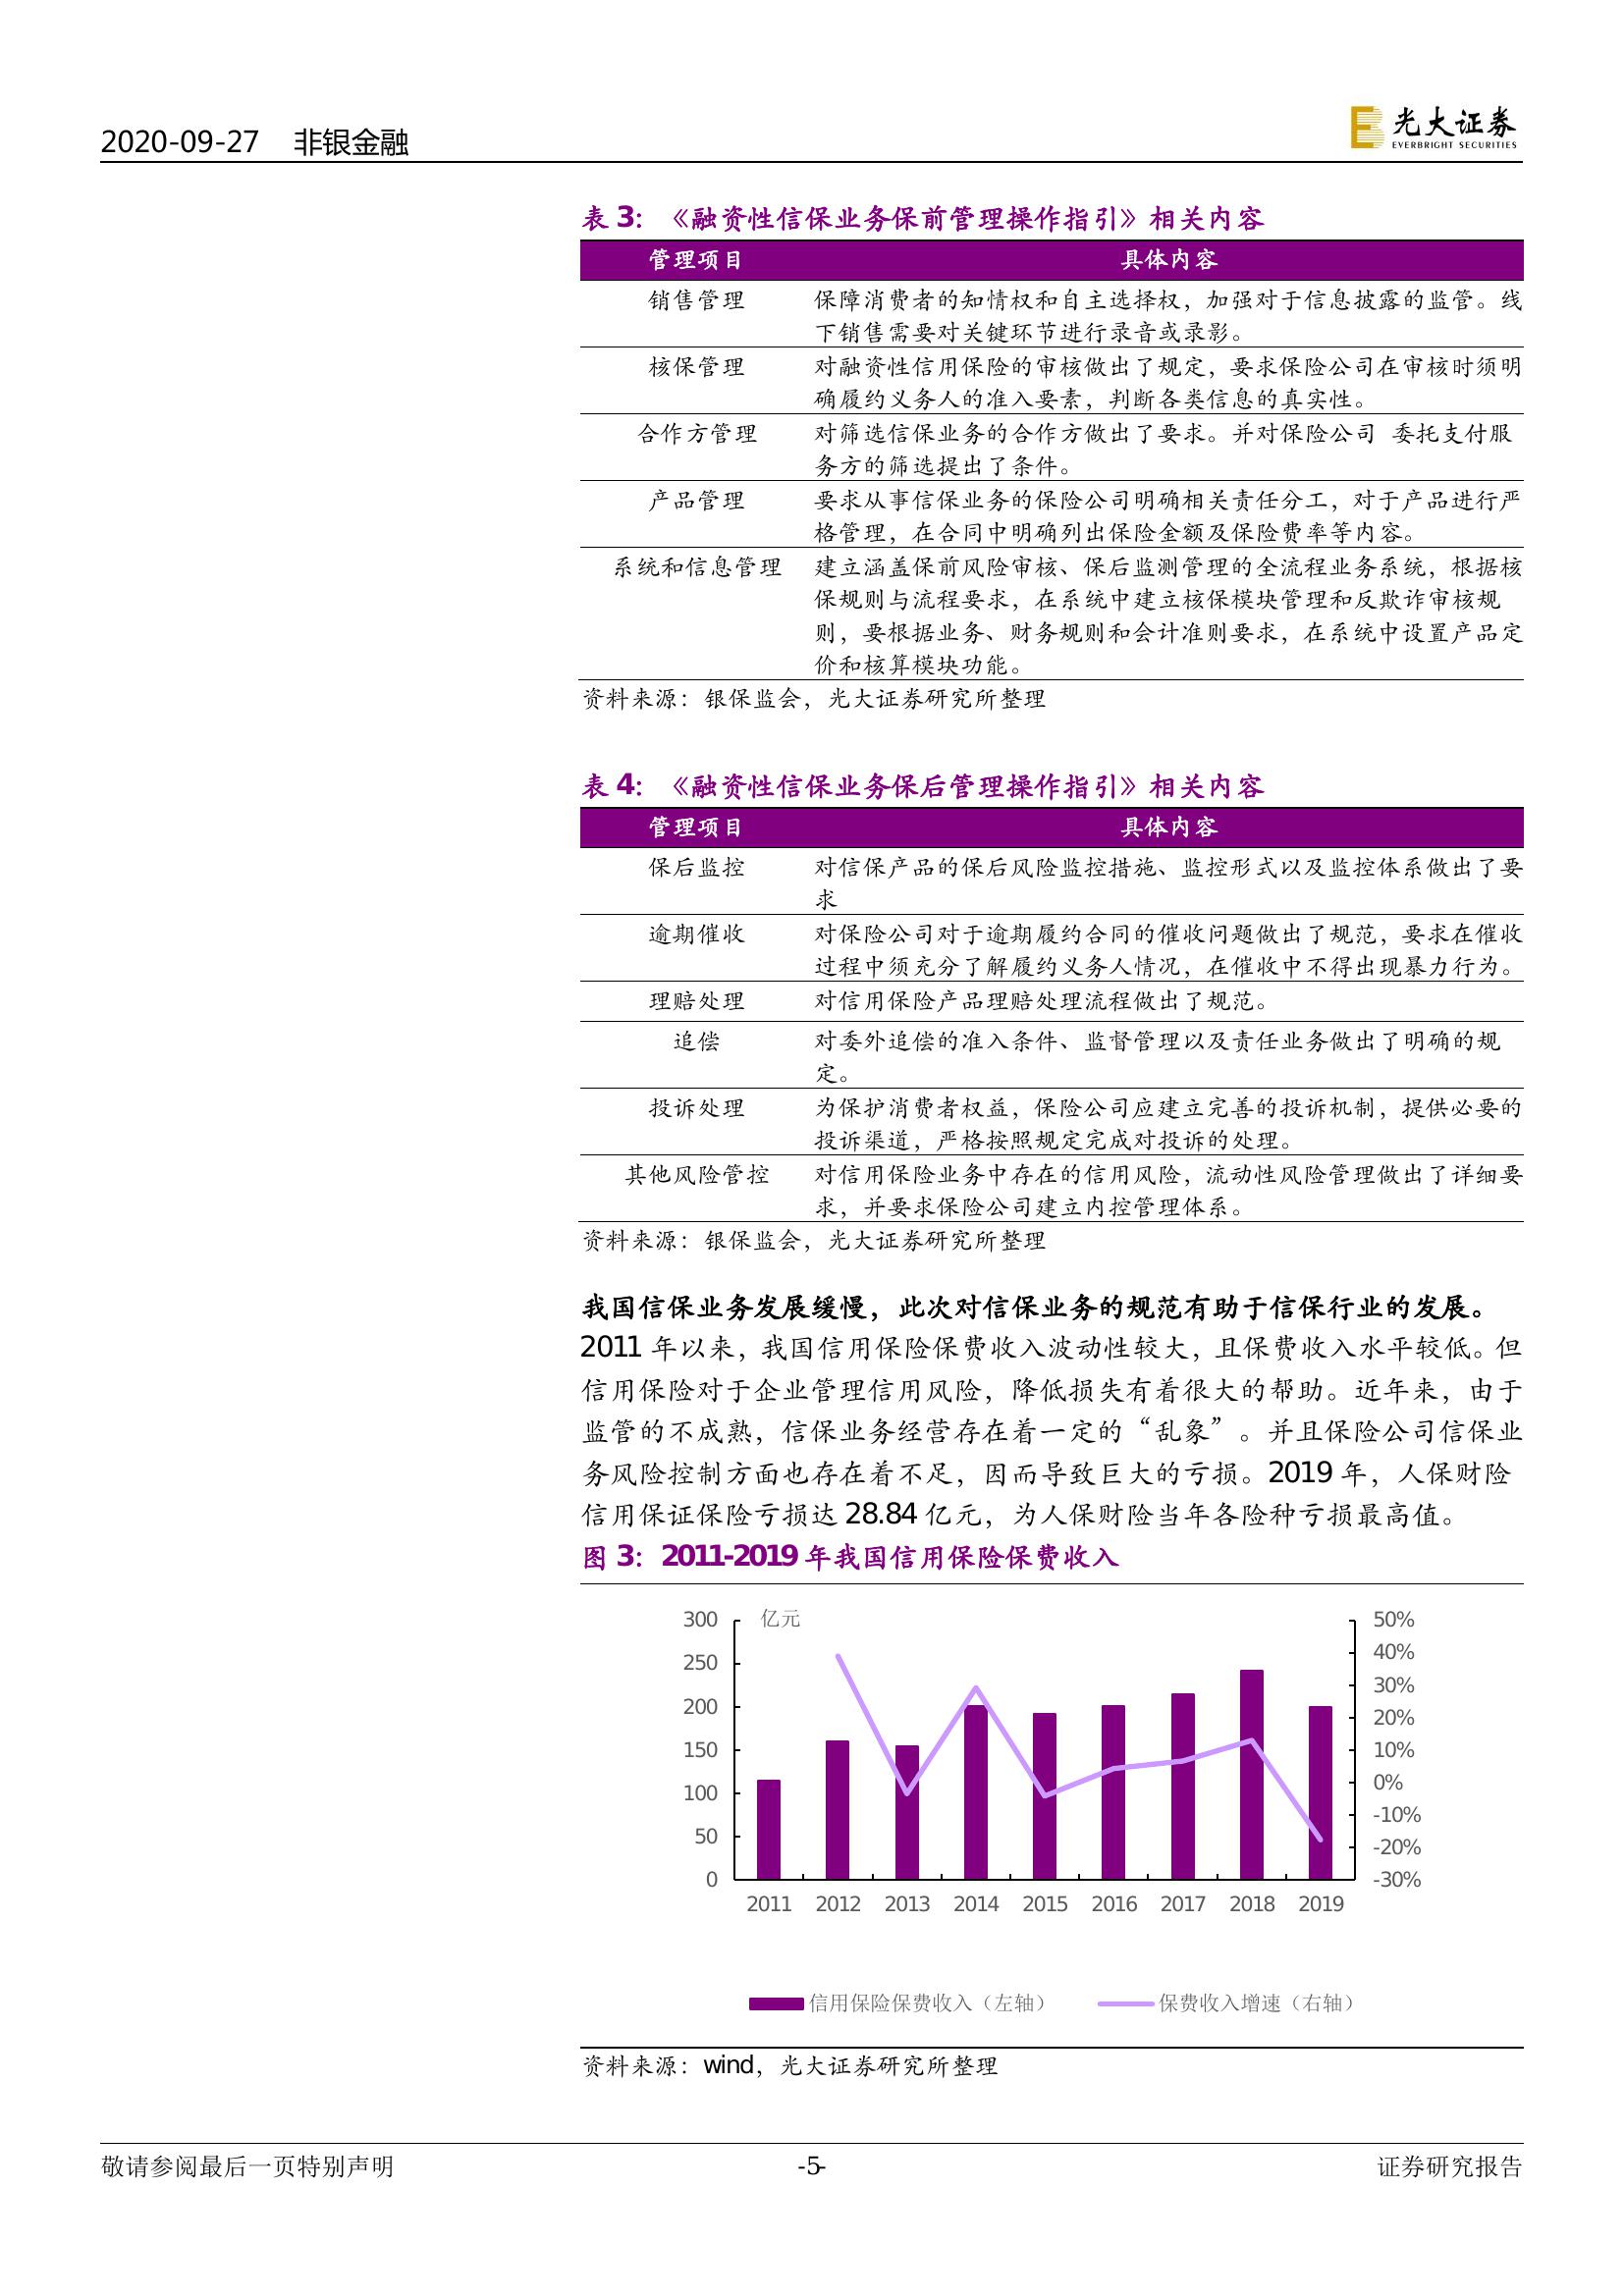 2020-09-27 非银金融
光大证券
EVERBRIGHT SECURITIES
表 3: 《融资性信保业务保前管理操作指引》相关内容
管理项目 具体内容
销售管理 保障消费者的知情权和自主选择权，加强对于信息披露的监管。线
下销售需要对关键环节进行录音或录影。
核保管理 对融资性信用保险的审核做出了规定，要求保险公司在审核时须明
确履约义务人的准入要素，判断各类信息的真实性。
合作方管理 对筛选信保业务的合作方做出了要求。并对保险公司 委托支付服
务方的筛选提出了条件。
产品管理 要求从事信保业务的保险公司明确相关责任分工，对于产品进行严
格管理，在合同中明确列出保险金额及保险费率等内容。
系统和信息管理 建立涵盖保前风险审核、保后监测管理的全流程业务系统，根据核
保规则与流程要求，在系统中建立核保模块管理和反欺诈审核规
则，要根据业务、财务规则和会计准则要求，在系统中设置产品定
价和核算模块功能。
资料来源：银保监会，光大证券研究所整理
表 4: 《融资性信保业务保后管理操作指引》相关内容
管理项目 具体内容
保后监控 对信保产品的保后风险监控措施、监控形式以及监控体系做出了要
求
逾期催收 对保险公司对于逾期履约合同的催收问题做出了规范，要求在催收
过程中须充分了解履约义务人情况，在催收中不得出现暴力行为。
理赔处理 对信用保险产品理赔处理流程做出了规范。
追偿 对委外追偿的准入条件、监督管理以及责任业务做出了明确的规
定。
投诉处理 为保护消费者权益，保险公司应建立完善的投诉机制，提供必要的
投诉渠道，严格按照规定完成对投诉的处理。
其他风险管控 对信用保险业务中存在的信用风险，流动性风险管理做出了详细要
求，并要求保险公司建立内控管理体系。
资料来源：银保监会，光大证券研究所整理
我国信保业务发展缓慢，此次对信保业务的规范有助于信保行业的发展。
2011 年以来，我国信用保险保费收入波动性较大，且保费收入水平较低。但
信用保险对于企业管理信用风险，降低损失有着很大的帮助。近年来，由于
监管的不成熟，信保业务经营存在着一定的“乱象”。并且保险公司信保业
务风险控制方面也存在着不足，因而导致巨大的亏损。2019 年，人保财险
信用保证保险亏损达 28.84 亿元，为人保财险当年各险种亏损最高值。
图 3: 2011-2019 年我国信用保险保费收入
300 亿元 50%
250 40%
30%
200 20%
150 10%
0%
100 -10%
50 -20%
0 -30%
2011 2012 2013 2014 2015 2016 2017 2018 2019
信用保险保费收入（左轴） 保费收入增速（右轴）
资料来源：wind，光大证券研究所整理
敬请参阅最后一页特别声明 -5- 证券研究报告